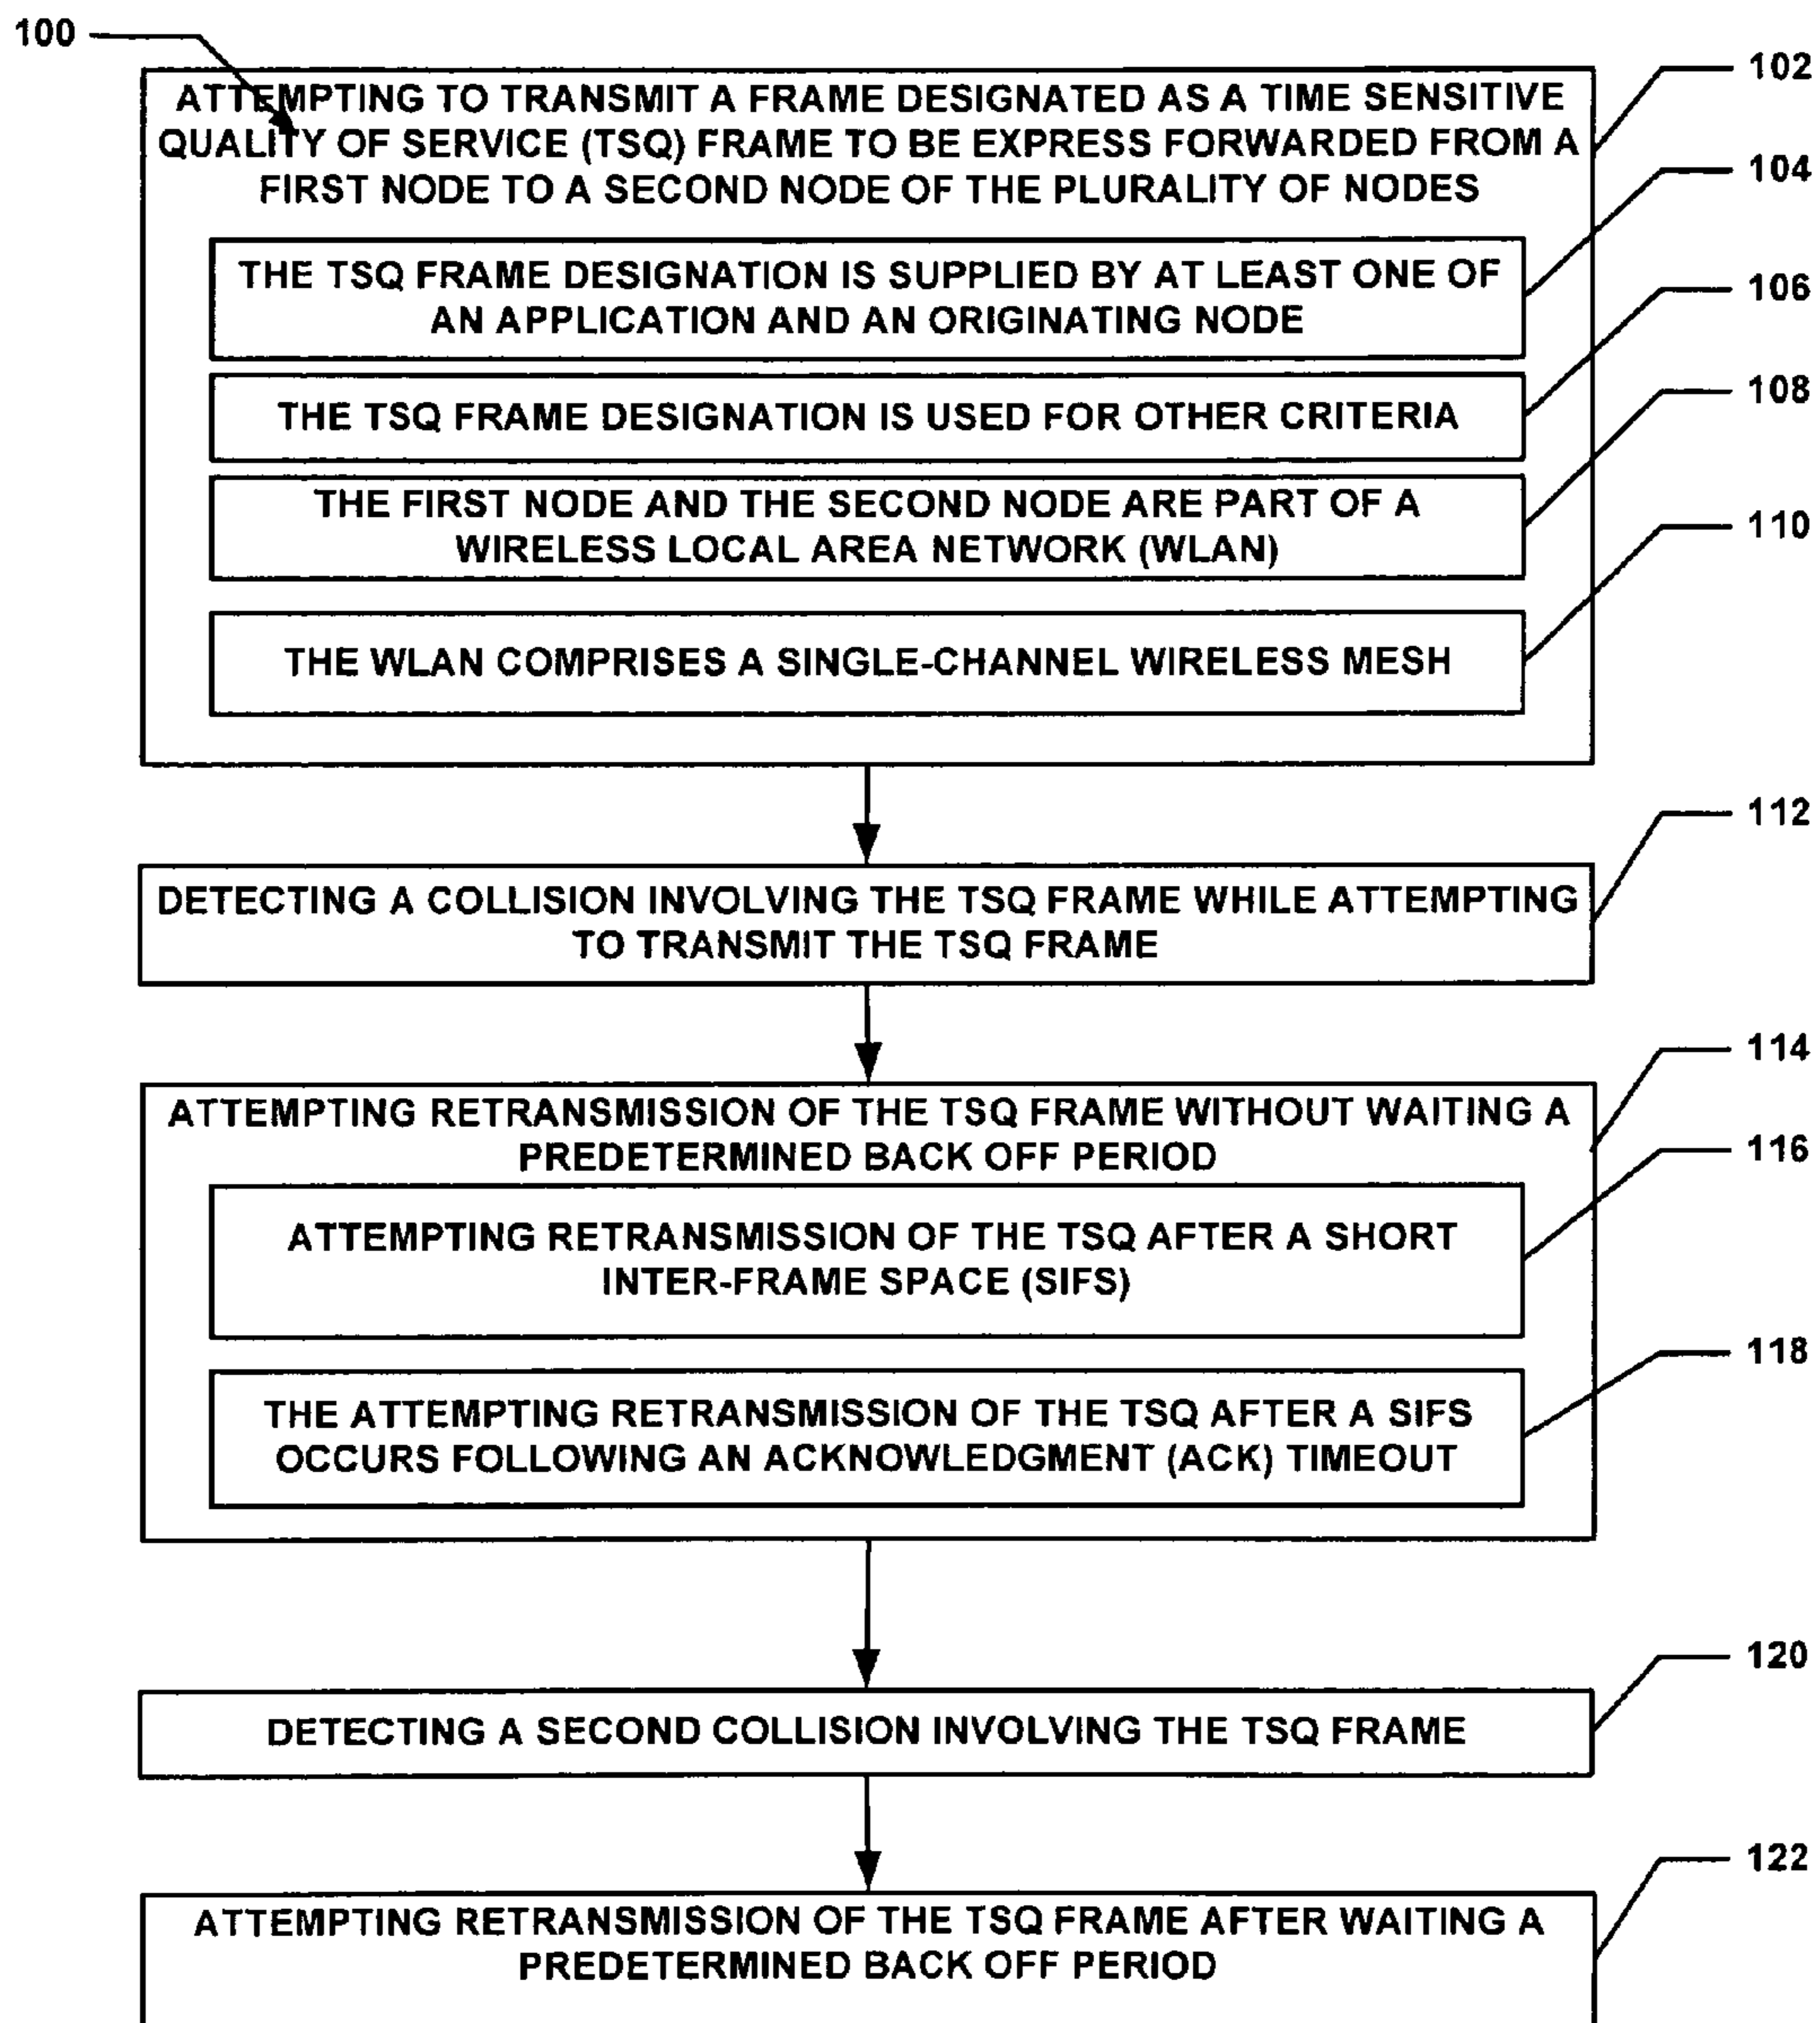 100
ATTEMPTING TO TRANSMIT A FRAME DESIGNATED AS A TIME SENSITIVE
QUALITY OF SERVICE (TSQ) FRAME TO BE EXPRESS FORWARDED FROM A
FIRST NODE TO A SECOND NODE OF THE PLURALITY OF NODES
102
THE TSQ FRAME DESIGNATION IS SUPPLIED BY AT LEAST ONE OF
AN APPLICATION AND AN ORIGINATING NODE
104
THE TSQ FRAME DESIGNATION IS USED FOR OTHER CRITERIA
106
THE FIRST NODE AND THE SECOND NODE ARE PART OF A
WIRELESS LOCAL AREA NETWORK (WLAN)
108
THE WLAN COMPRISES A SINGLE-CHANNEL WIRELESS MESH
110
DETECTING A COLLISION INVOLVING THE TSQ FRAME WHILE ATTEMPTING
TO TRANSMIT THE TSQ FRAME
112
ATTEMPTING RETRANSMISSION OF THE TSQ FRAME WITHOUT WAITING A
PREDETERMINED BACK OFF PERIOD
114
ATTEMPTING RETRANSMISSION OF THE TSQ AFTER A SHORT
INTER-FRAME SPACE (SIFS)
116
THE ATTEMPTING RETRANSMISSION OF THE TSQ AFTER A SIFS
OCCURS FOLLOWING AN ACKNOWLEDGMENT (ACK) TIMEOUT
118
DETECTING A SECOND COLLISION INVOLVING THE TSQ FRAME
120
ATTEMPTING RETRANSMISSION OF THE TSQ FRAME AFTER WAITING A
PREDETERMINED BACK OFF PERIOD
122